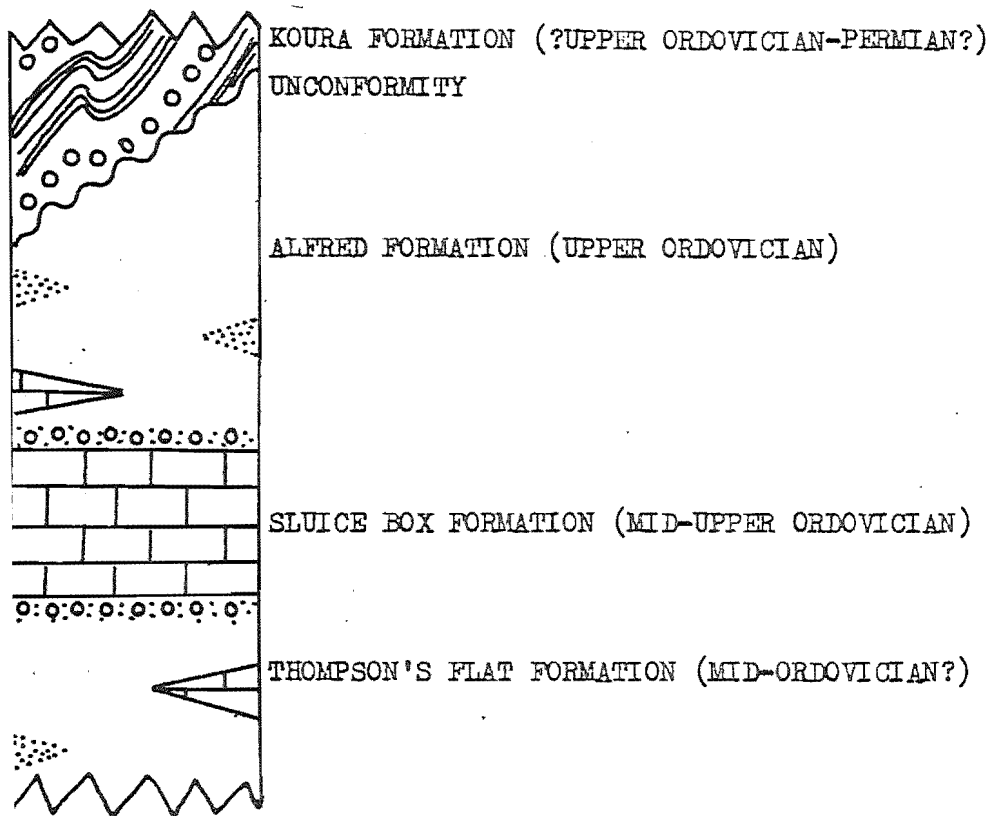 KOURA FORMATION (?UPPER ORDOVICIAN-PERMIAN?)
UNCONFORMITY
ALFRED FORMATION (UPPER ORDOVICIAN)
SLUICE BOX FORMATION (MID-UPPER ORDOVICIAN)
THOMPSON'S FLAT FORMATION (MID-ORDOVICIAN?)